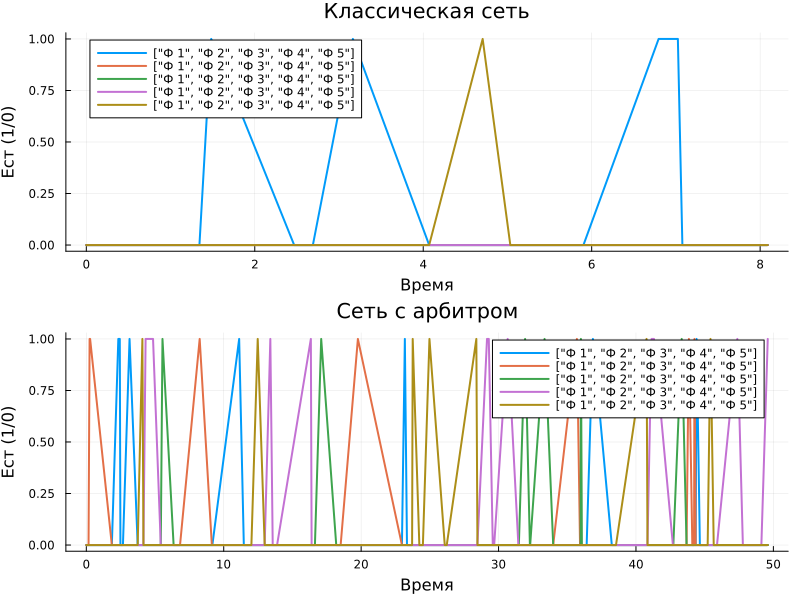 Классическая сеть
1.00
["Ф 1", "Ф 2", "Ф 3", "Ф 4", "Ф 5"]
["Ф 1", "Ф 2", "Ф 3", "Ф 4", "Ф 5"]
["Ф 1", "Ф 2", "Ф 3", "Ф 4", "Ф 5"]
["Ф 1", "Ф 2", "Ф 3", "Ф 4", "Ф 5"]
["Ф 1", "Ф 2", "Ф 3", "Ф 4", "Ф 5"]
0.75
Ест (1/0)
0.50
0.25
0.00
0 2 4 6 8
Время
Сеть с арбитром
1.00
["Ф 1", "Ф 2", "Ф 3", "Ф 4", "Ф 5"]
["Ф 1", "Ф 2", "Ф 3", "Ф 4", "Ф 5"]
["Ф 1", "Ф 2", "Ф 3", "Ф 4", "Ф 5"]
["Ф 1", "Ф 2", "Ф 3", "Ф 4", "Ф 5"]
["Ф 1", "Ф 2", "Ф 3", "Ф 4", "Ф 5"]
0.75
Ест (1/0)
0.50
0.25
0.00
0 10 20 30 40 50
Время